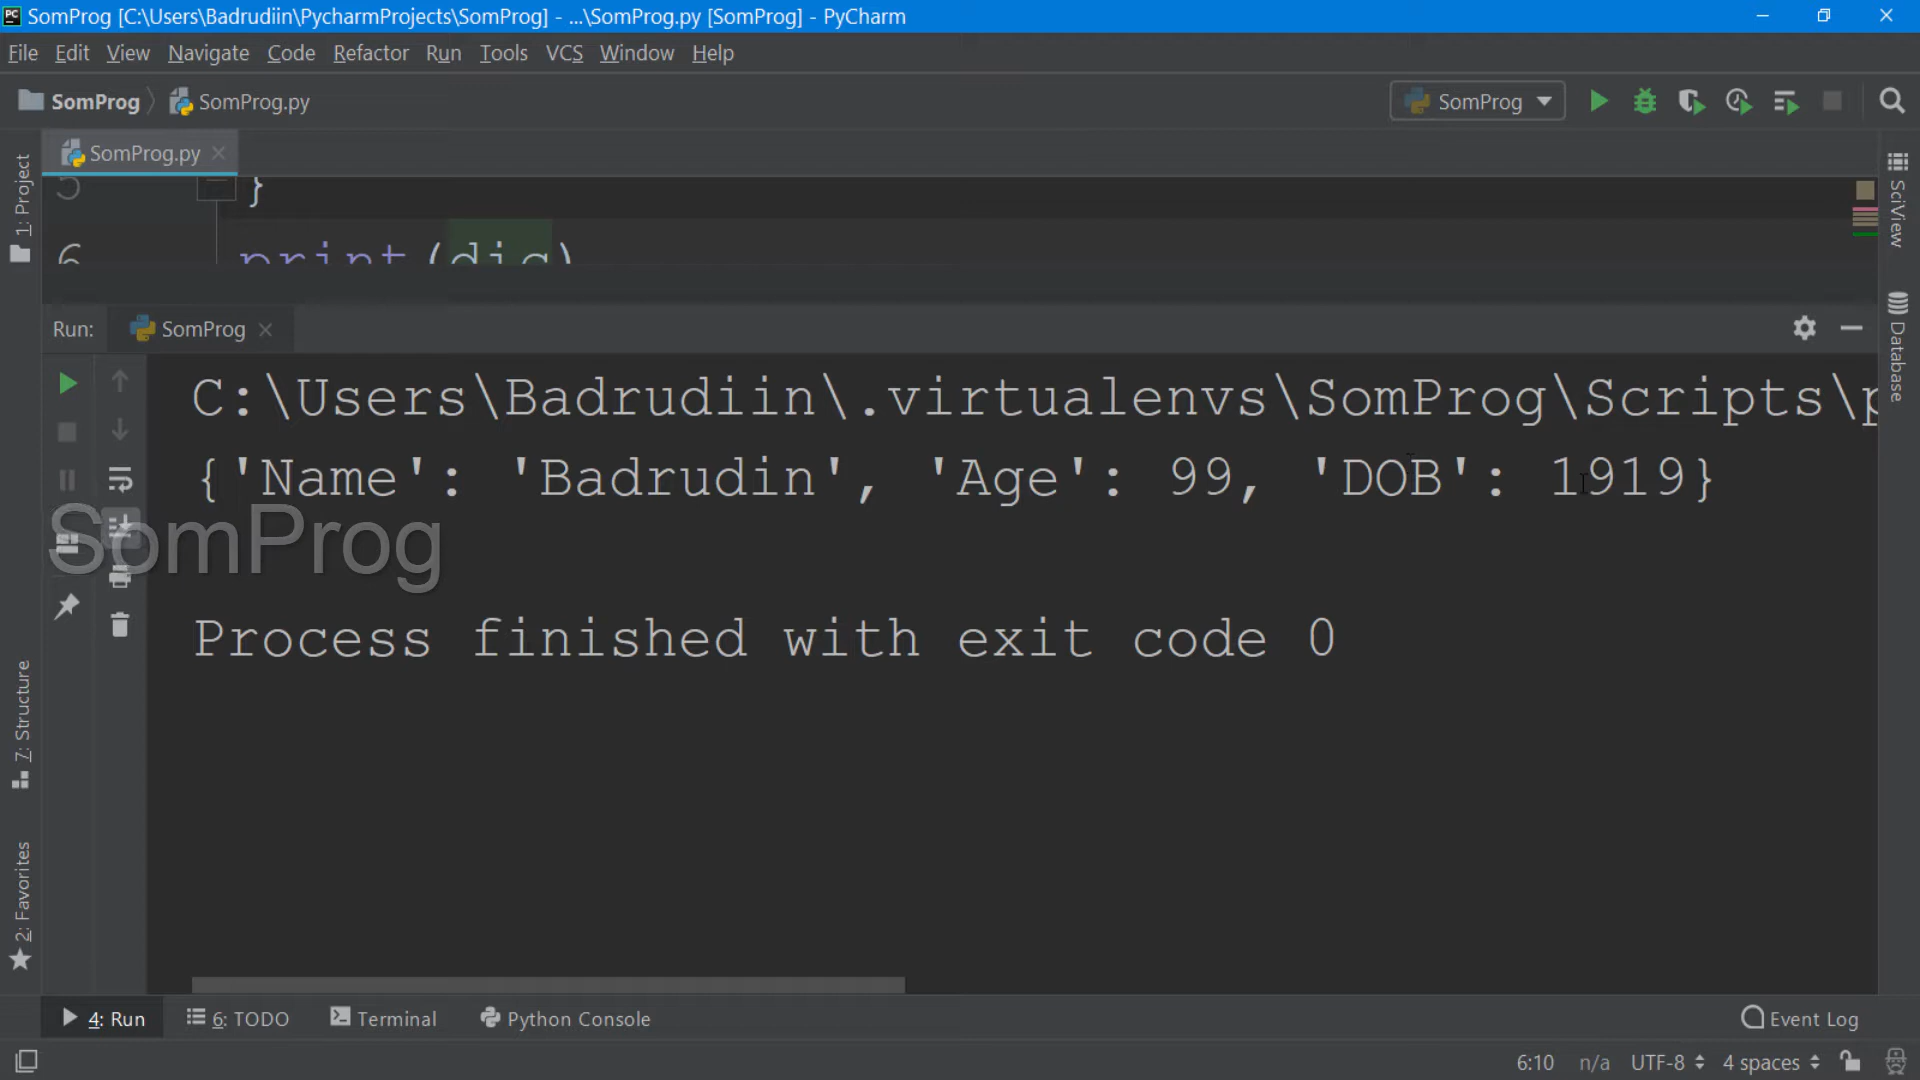 SomProg [C:\Users\Badrudiin\PycharmProjects\SomProg] - ...\SomProg.py [SomProg] - PyCharm
File Edit View Navigate Code Refactor Run Tools VCS Window Help
SomProg SomProg.py SomProg
1: Project SomProg.py SciView
5 }
6 print(dic)
Run: SomProg
Database
C:\Users\Badrudiin\.virtualenvs\SomProg\Scripts\p
{'Name': 'Badrudin', 'Age': 99, 'DOB': 1919}
SomProg
Process finished with exit code 0
7: Structure
2: Favorites
4: Run 6: TODO Terminal Python Console Event Log
6:10 n/a UTF-8 4 spaces